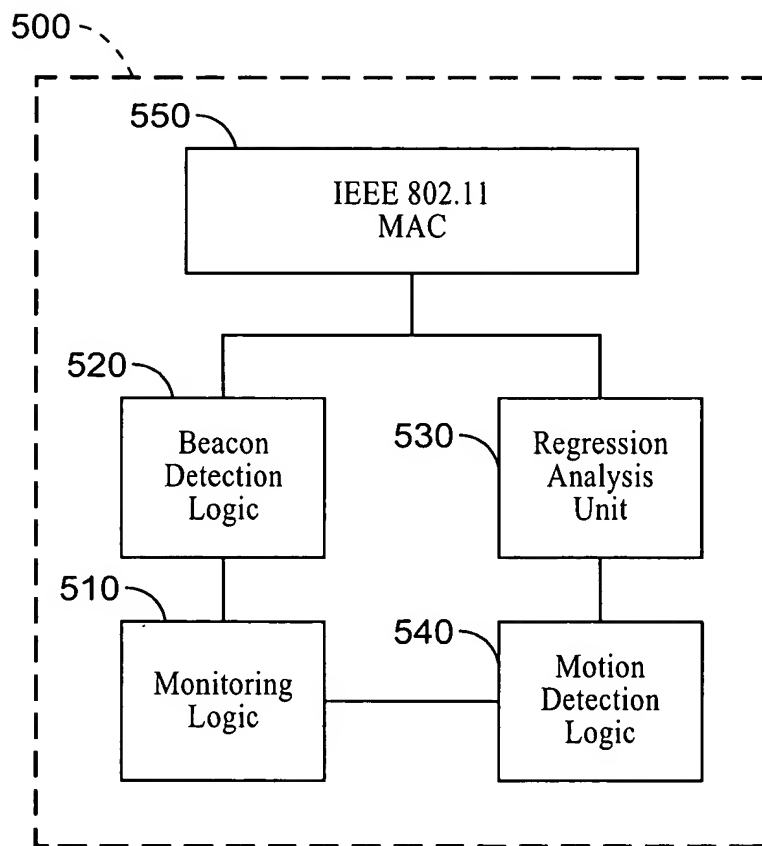 500
550
IEEE 802.11
MAC
520
Beacon
Detection
Logic
530
Regression
Analysis
Unit
510
Monitoring
Logic
540
Motion
Detection
Logic